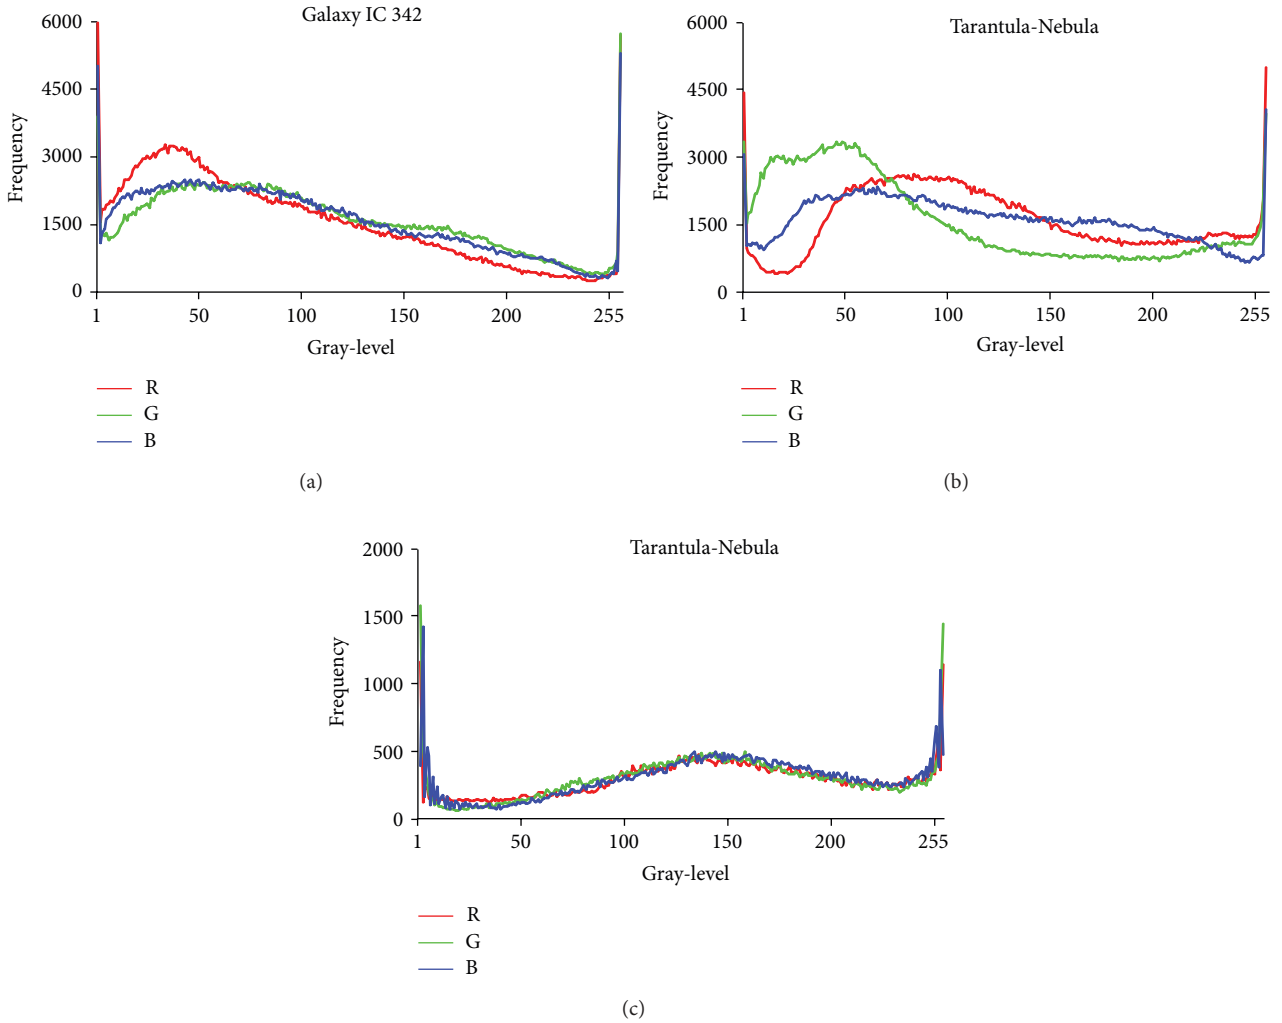 Galaxy IC 342
6000
4500
3000
1500
0
Frequency
1 50 100 150 200 255
Gray-level
R
G
B
(a)
Tarantula-Nebula
6000
4500
3000
1500
0
Frequency
1 50 100 150 200 255
Gray-level
R
G
B
(b)
Tarantula-Nebula
2000
1500
1000
500
0
Frequency
1 50 100 150 200 255
Gray-level
R
G
B
(c)